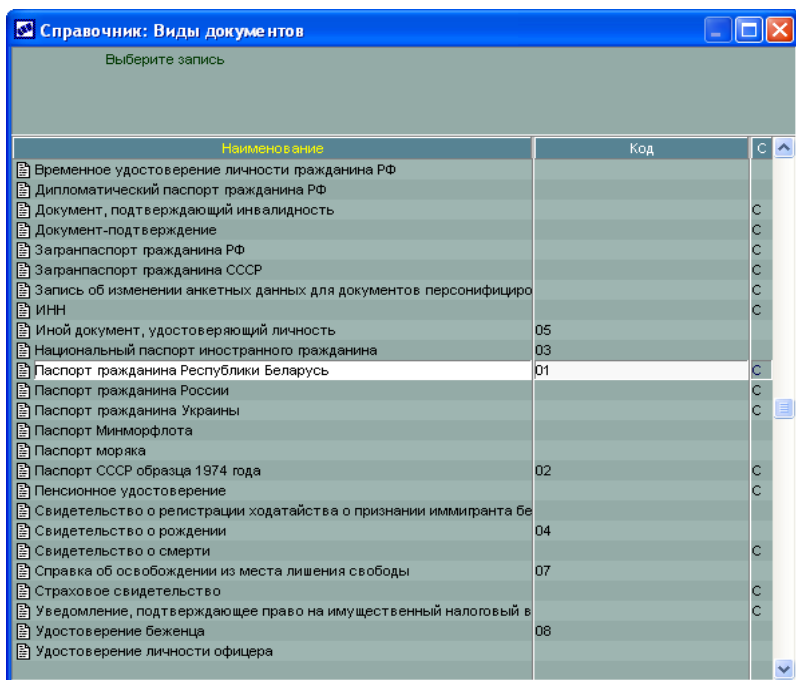 Справочник: Виды документов
Выберите запись
Наименование Код С
Временное удостоверение личности гражданина РФ
Дипломатический паспорт гражданина РФ
Документ, подтверждающий инвалидность С
Документ-подтверждение С
Загранпаспорт гражданина РФ С
Загранпаспорт гражданина СССР С
Запись об изменении анкетных данных для документов персонифициро С
ИНН С
Иной документ, удостоверяющий личность 05
Национальный паспорт иностранного гражданина 03
Паспорт гражданина Республики Беларусь 01 С
Паспорт гражданина России С
Паспорт гражданина Украины С
Паспорт Минморфлота
Паспорт моряка
Паспорт СССР образца 1974 года 02 С
Пенсионное удостоверение С
Свидетельство о регистрации ходатайства о признании иммигранта бе
Свидетельство о рождении 04
Свидетельство о смерти С
Справка об освобождении из места лишения свободы 07
Страховое свидетельство С
Уведомление, подтверждающее право на имущественный налоговый в С
Удостоверение беженца 08
Удостоверение личности офицера